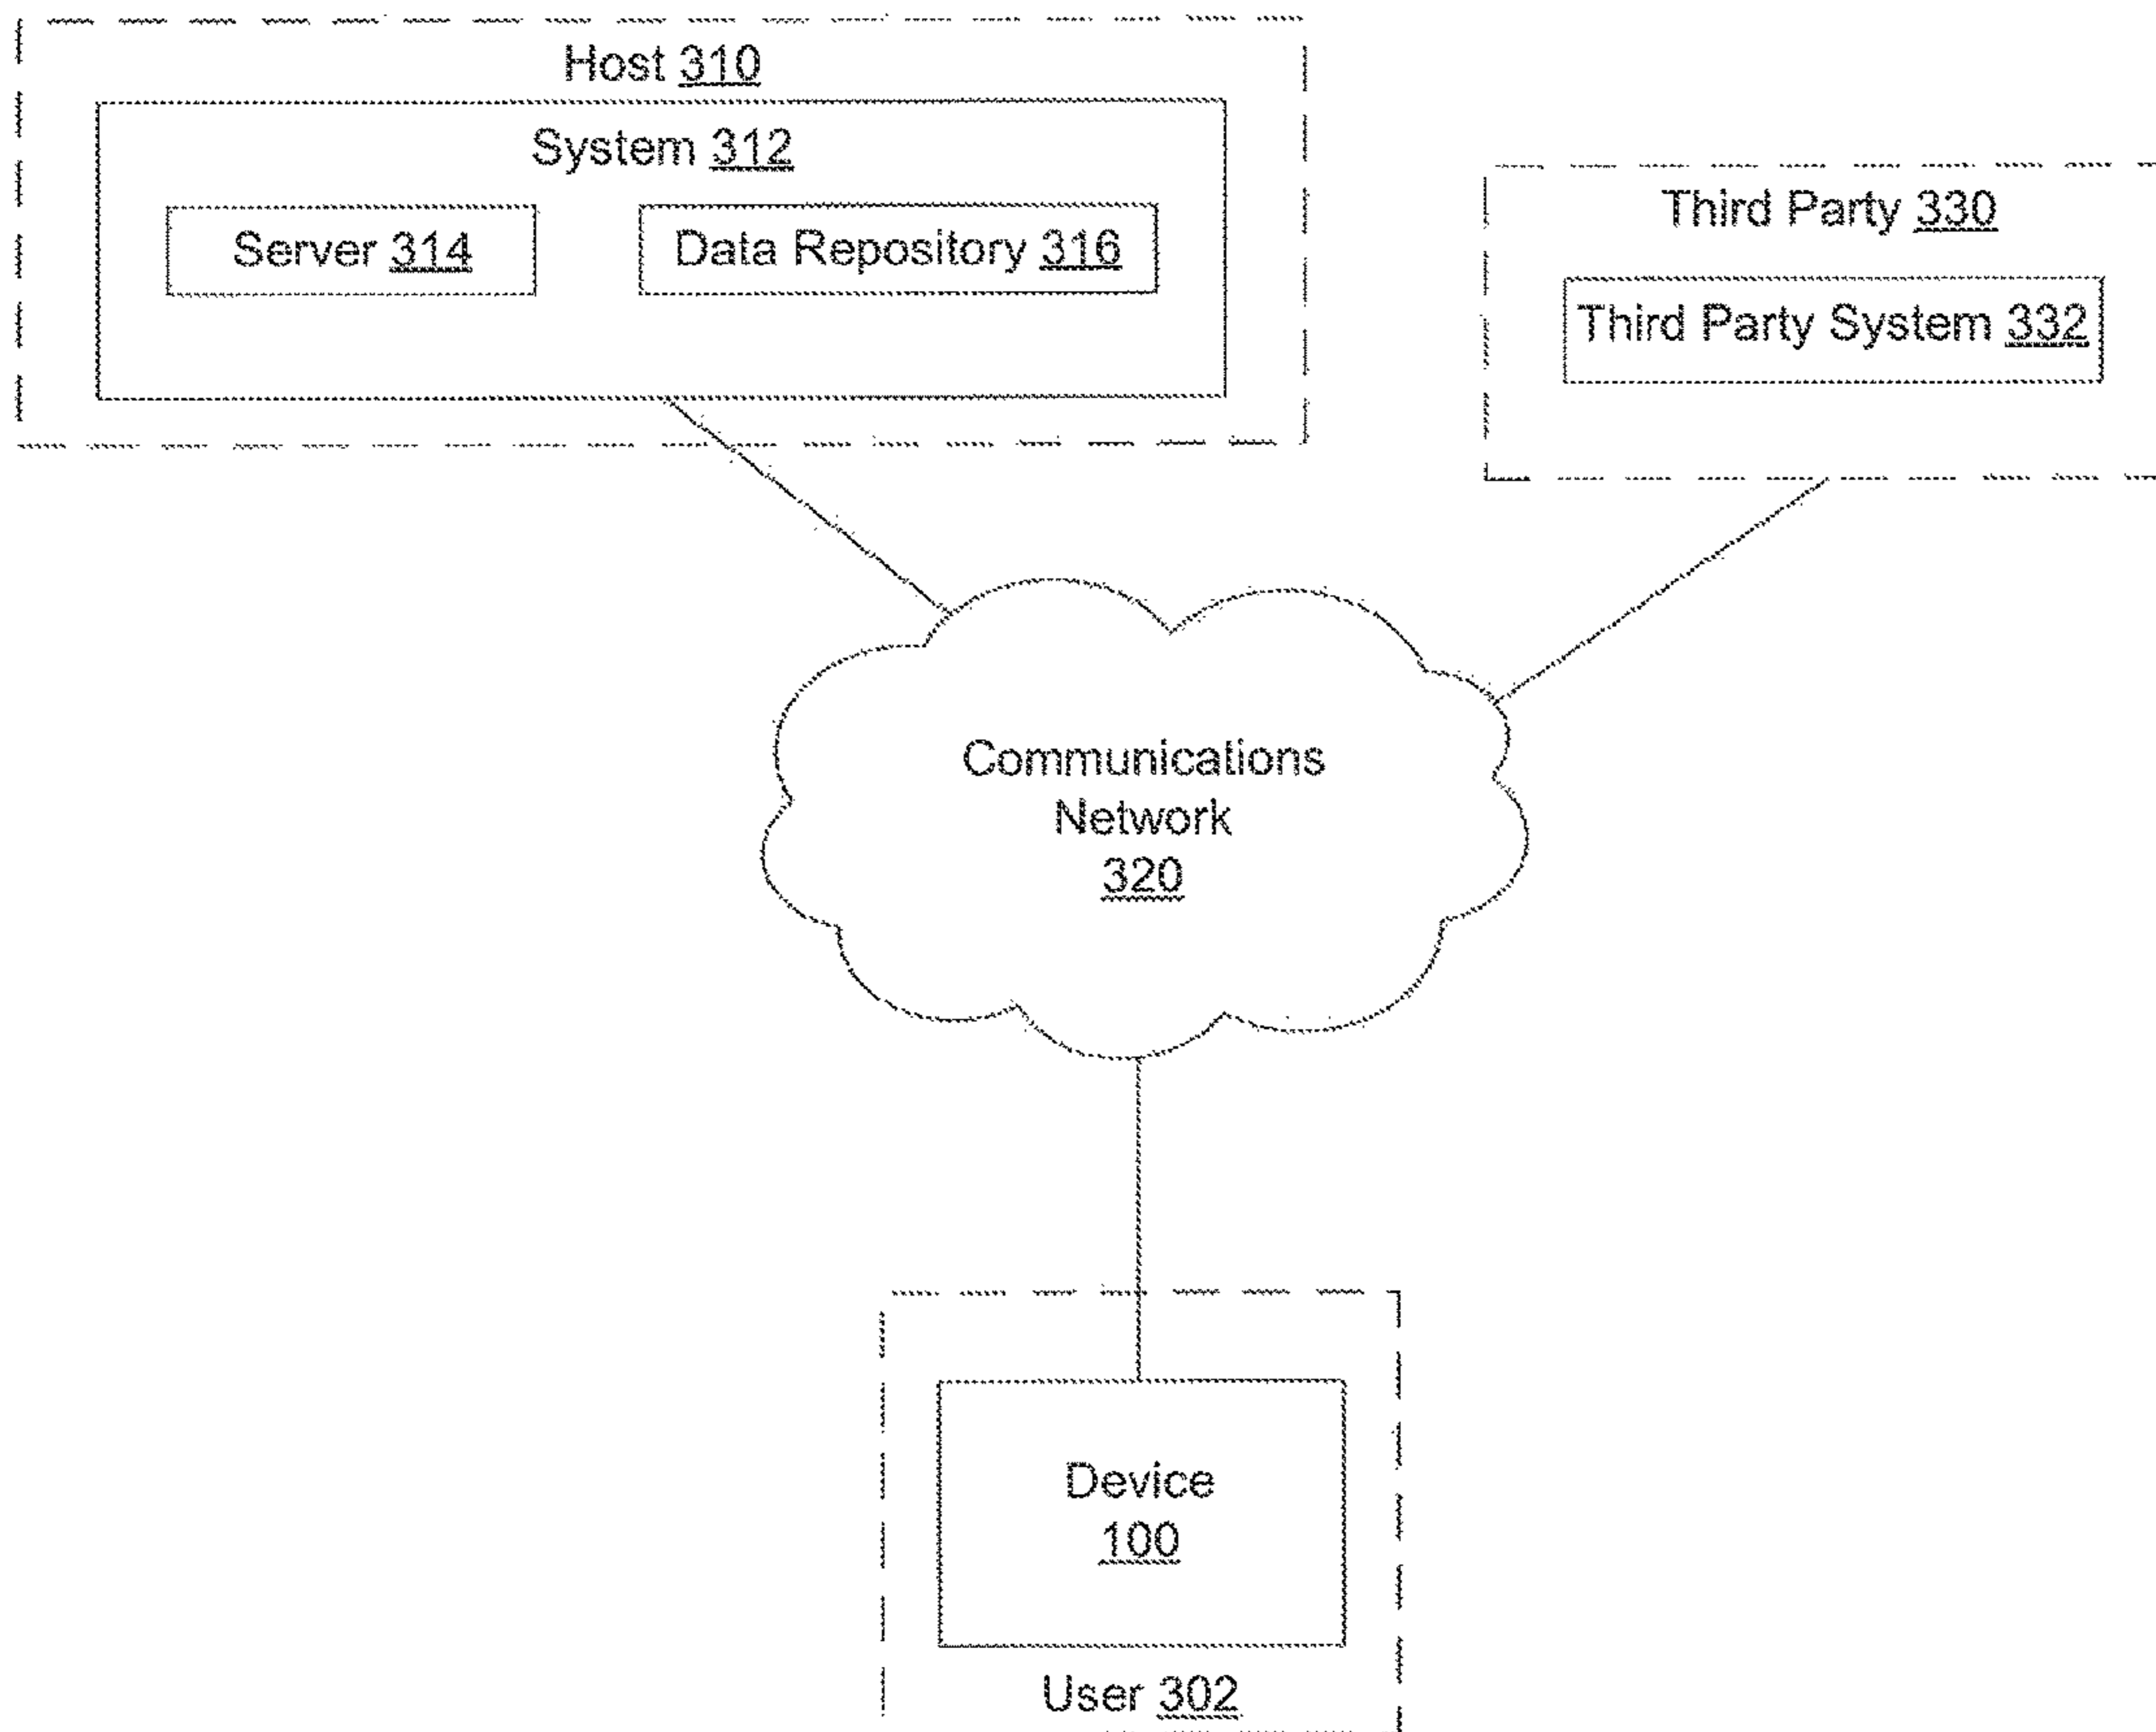 Host 310
System 312
Server 314
Data Repository 316
Third Party 330
Third Party System 332
Communications
Network
320
Device
100
User 302